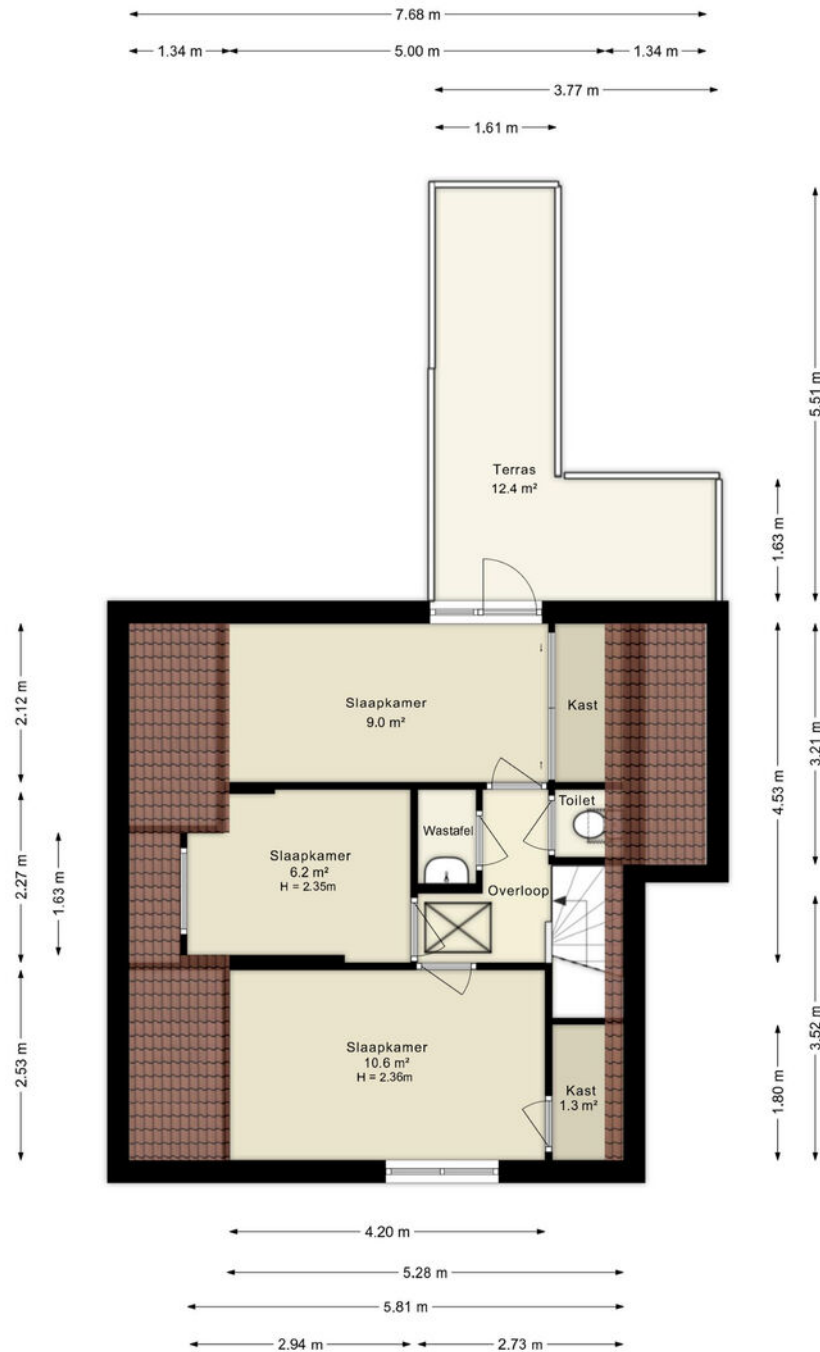 7.68 m
1.34 m
5.00 m
1.34 m
3.77 m
1.61 m
5.51 m
Terras
12.4 m²
1.63 m
2.12 m
Slaapkamer
9.0 m²
Kast
3.21 m
4.53 m
Toilet
Wastafel
2.27 m
1.63 m
Slaapkamer
6.2 m²
H = 2.35m
Overloop
3.52 m
2.53 m
Slaapkamer
10.6 m²
H = 2.36m
Kast
1.3 m²
1.80 m
4.20 m
5.28 m
5.81 m
2.94 m
2.73 m